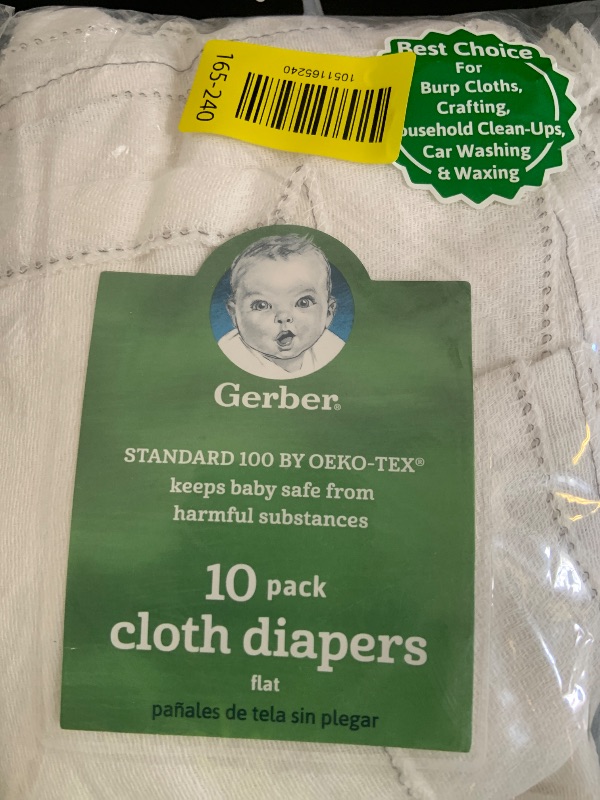 165-240
1051165240
Best Choice
For
Burp Cloths,
Crafting,
ousehold Clean-Ups,
Car Washing
& Waxing
Gerber®
STANDARD 100 BY OEKO-TEX®
keeps baby safe from
harmful substances
10 pack
cloth diapers
flat
pañales de tela sin plegar